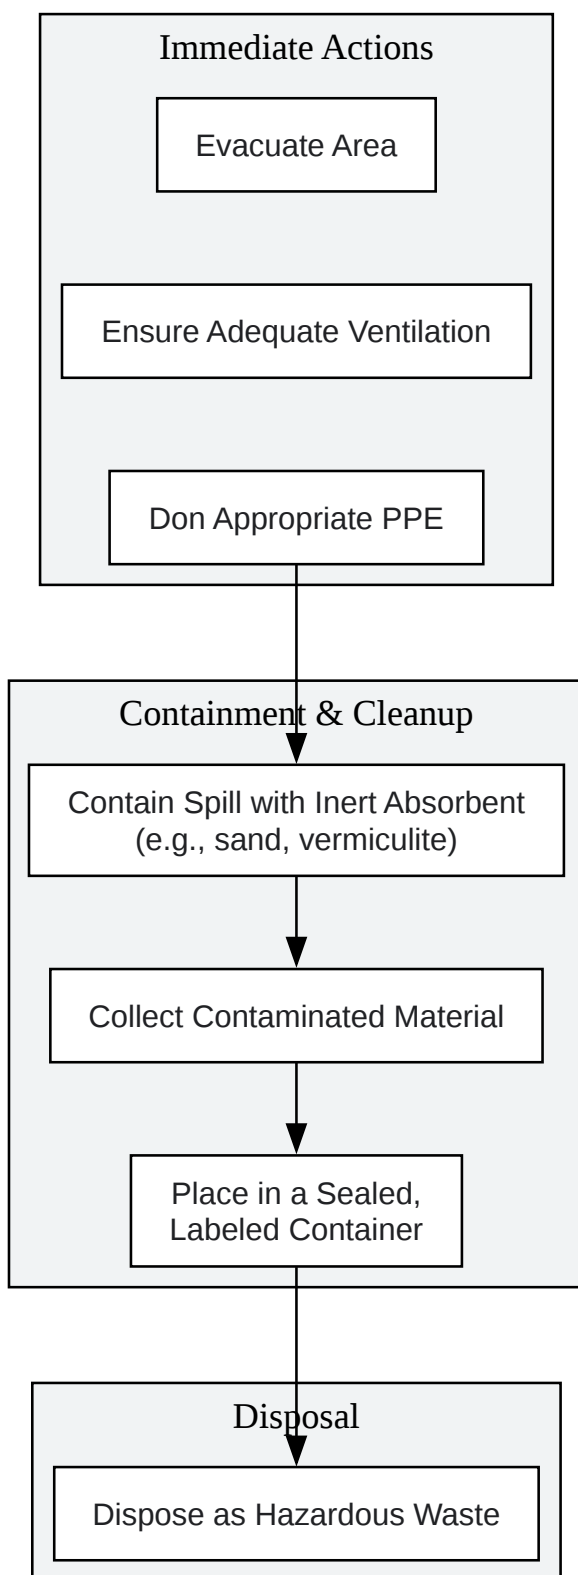 Immediate Actions
Evacuate Area
Ensure Adequate Ventilation
Don Appropriate PPE
Containment & Cleanup
Contain Spill with Inert Absorbent
(e.g., sand, vermiculite)
Collect Contaminated Material
Place in a Sealed,
Labeled Container
Disposal
Dispose as Hazardous Waste